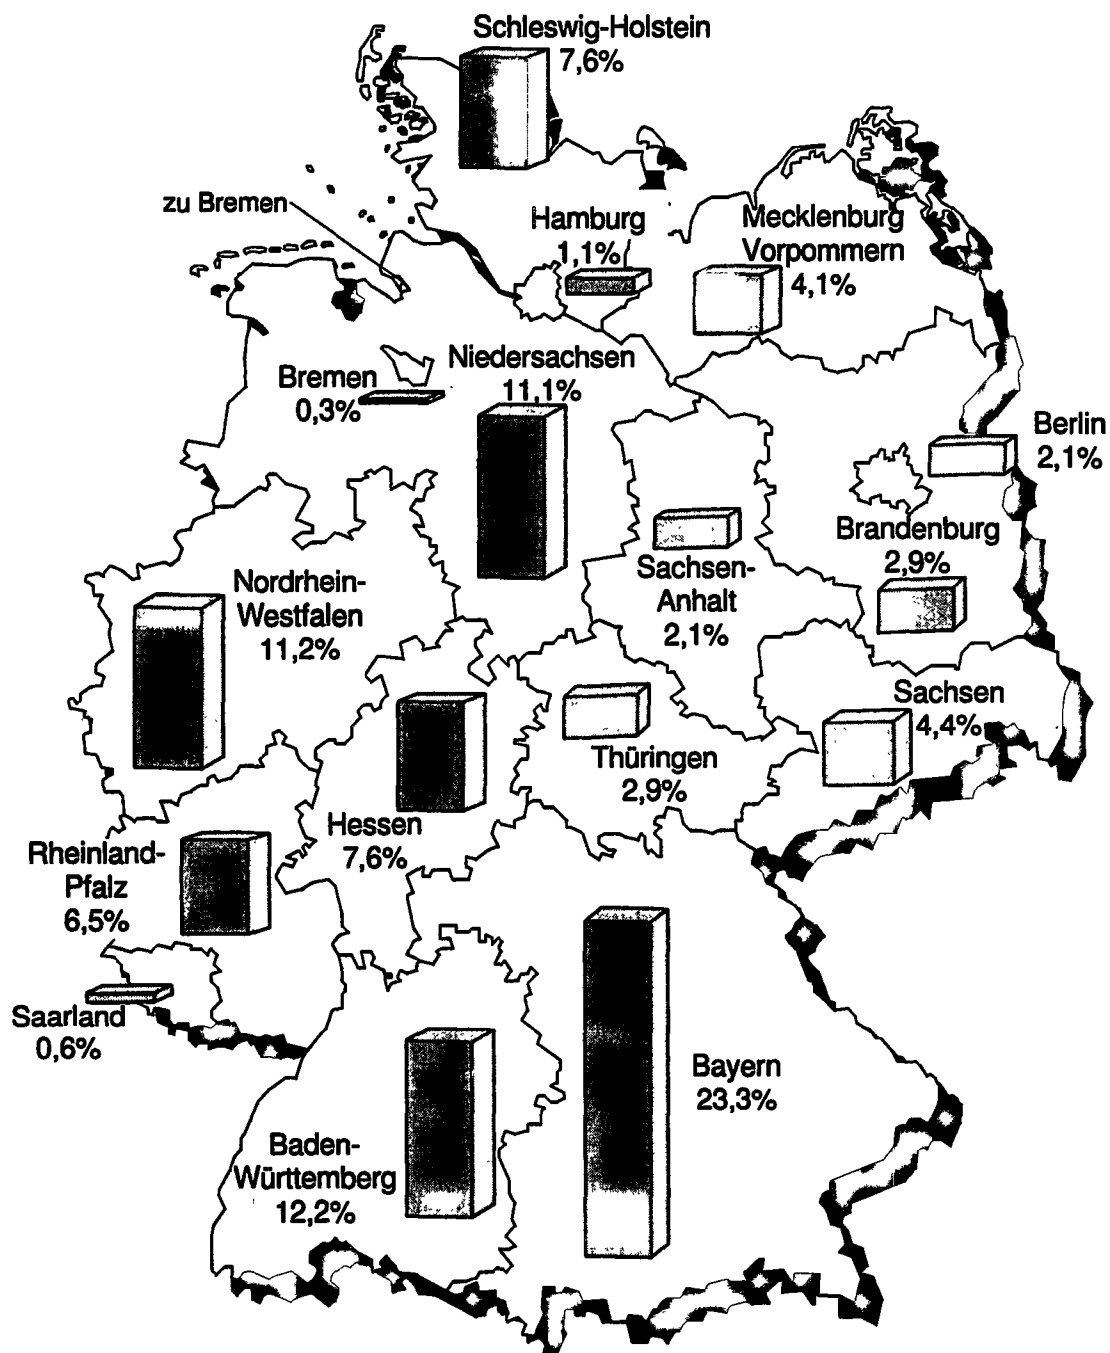 Schleswig-Holstein
7,6%
zu Bremen
Hamburg
1,1%
Mecklenburg
Vorpommern
4,1%
Niedersachsen
11,1%
Bremen
0,3%
Berlin
2,1%
Brandenburg
2,9%
Sachsen-
Anhalt
2,1%
Nordrhein-
Westfalen
11,2%
Sachsen
4,4%
Thüringen
2,9%
Hessen
7,6%
Rheinland-
Pfalz
6,5%
Saarland
0,6%
Bayern
23,3%
Baden-
Württemberg
12,2%